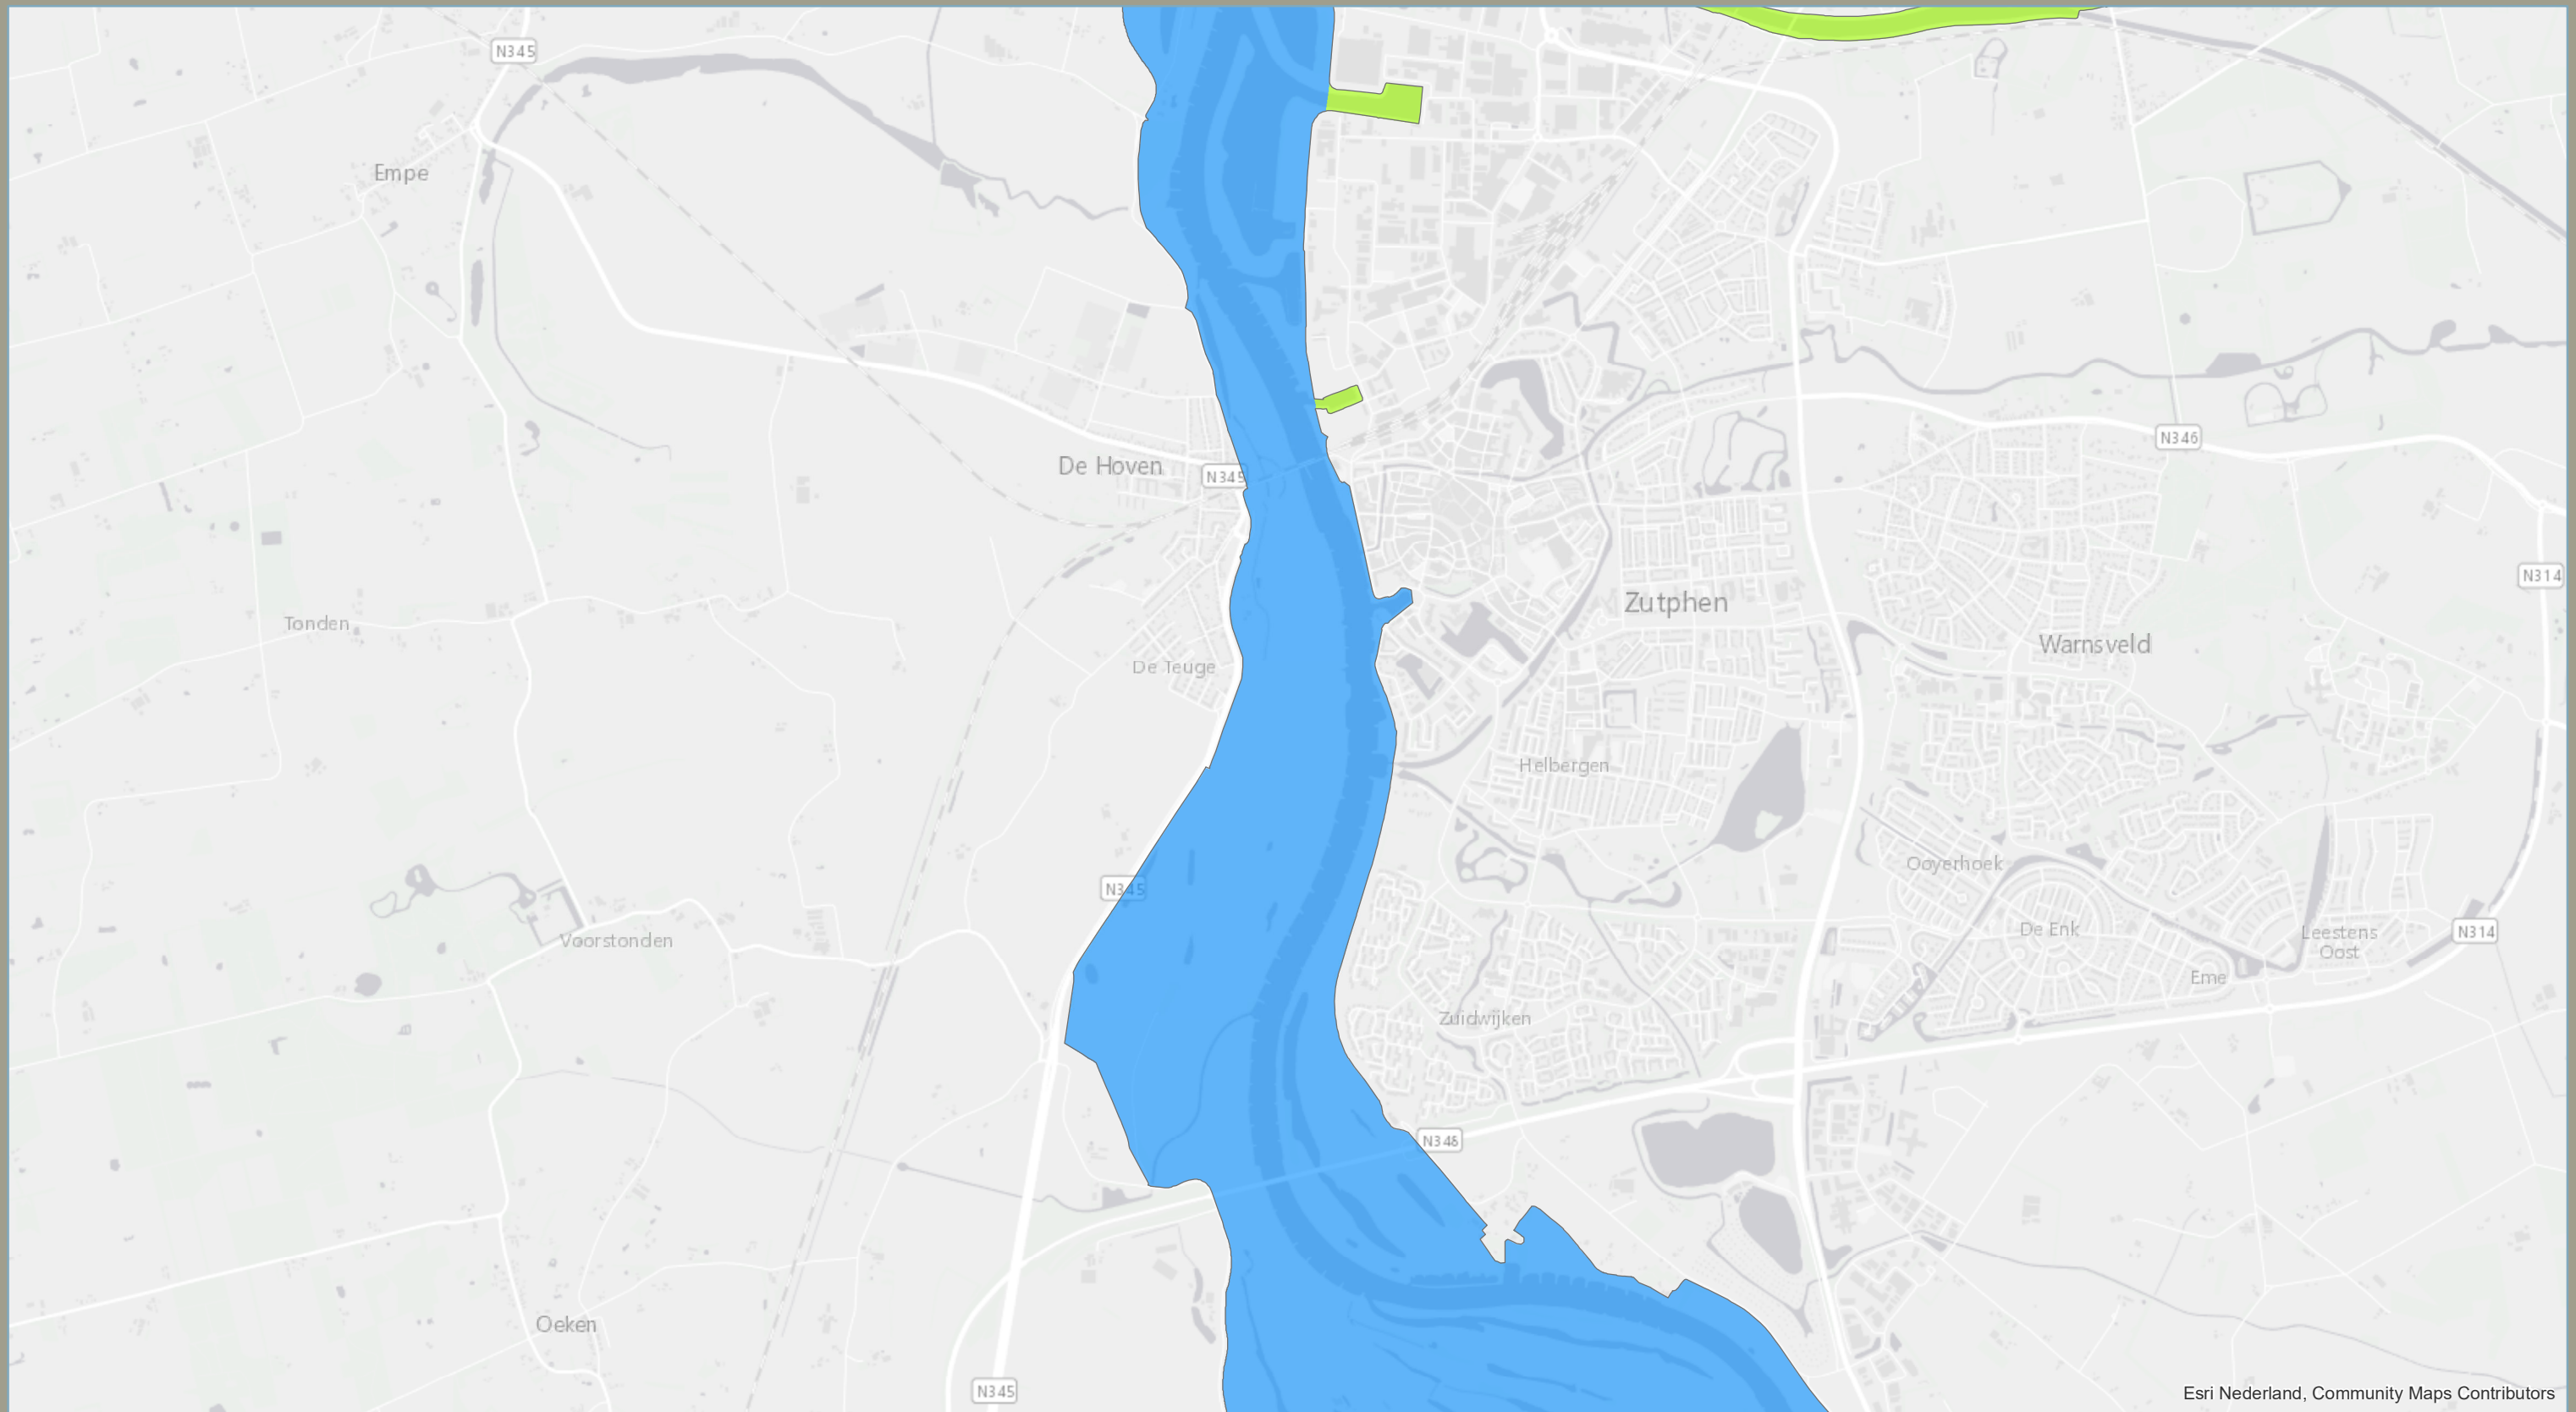 N345
Empe
De Hoven
N345
N346
N314
Zutphen
Tonden
Warnsveld
De Teuge
Helbergen
Ooyerhoek
N345
De Enk
Leestens
Oost
N314
Voorstonden
Eme
Zuidwijken
N348
Oeken
N345
Esri Nederland, Community Maps Contributors